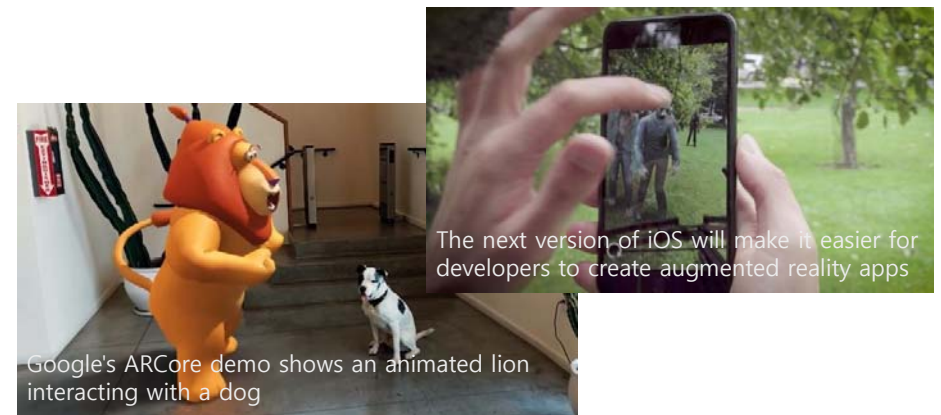 The next version of iOS will make it easier for
developers to create augmented reality apps
FIRE
Google's ARCore demo shows an animated lion
interacting with a dog